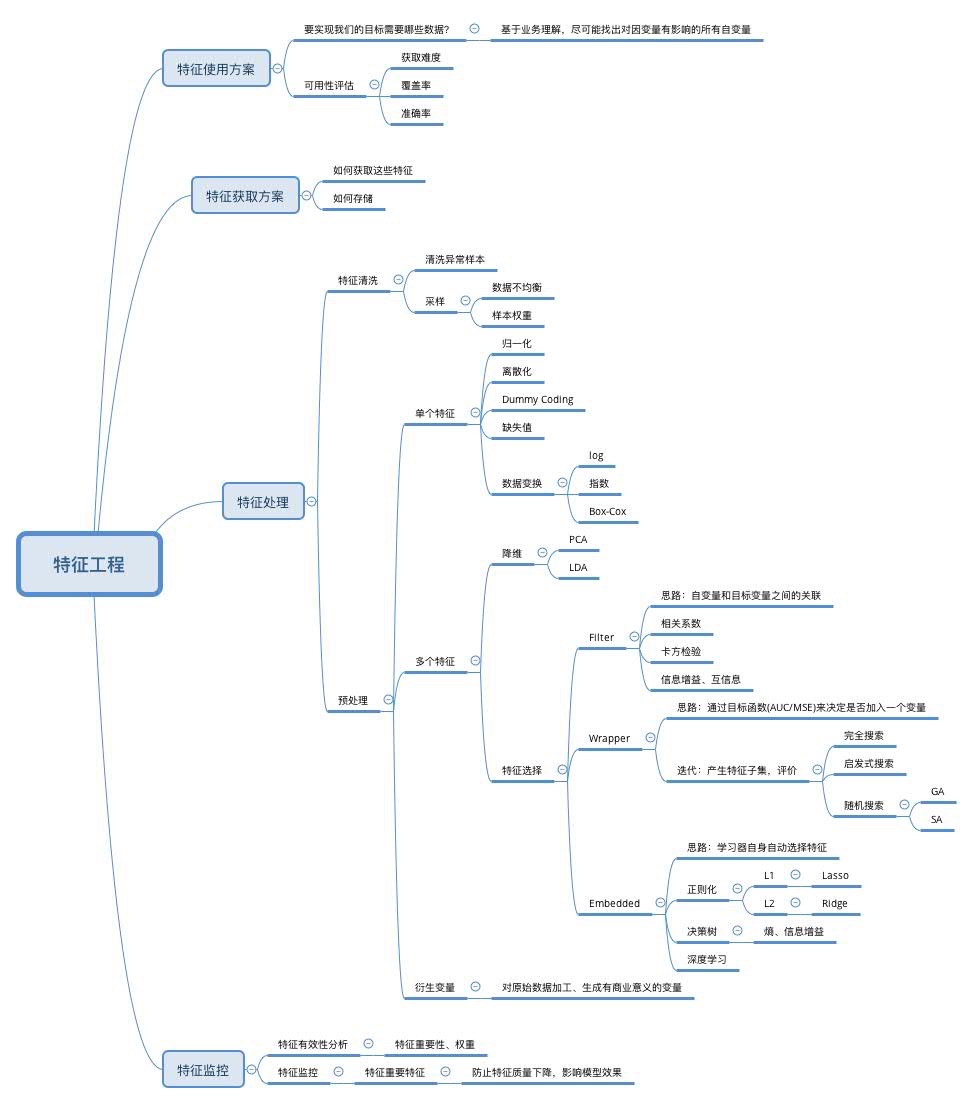 特征工程
特征使用方案
要实现我们的目标需要哪些数据?
基于业务理解，尽可能找出对因变量有影响的所有自变量
可用性评估
获取难度
覆盖率
准确率
特征获取方案
如何获取这些特征
如何存储
特征处理
特征清洗
清洗异常样本
采样
数据不均衡
样本权重
预处理
单个特征
归一化
离散化
Dummy Coding
缺失值
数据变换
log
指数
Box-Cox
多个特征
降维
PCA
LDA
特征选择
Filter
思路：自变量和目标变量之间的关联
相关系数
卡方检验
信息增益、互信息
Wrapper
思路：通过目标函数(AUC/MSE)来决定是否加入一个变量
迭代：产生特征子集，评价
完全搜索
启发式搜索
随机搜索
GA
SA
Embedded
思路：学习器自身自动选择特征
正则化
L1
Lasso
L2
Ridge
决策树
熵、信息增益
深度学习
衍生变量
对原始数据加工、生成有商业意义的变量
特征监控
特征有效性分析
特征重要性、权重
特征监控
特征重要特征
防止特征质量下降，影响模型效果